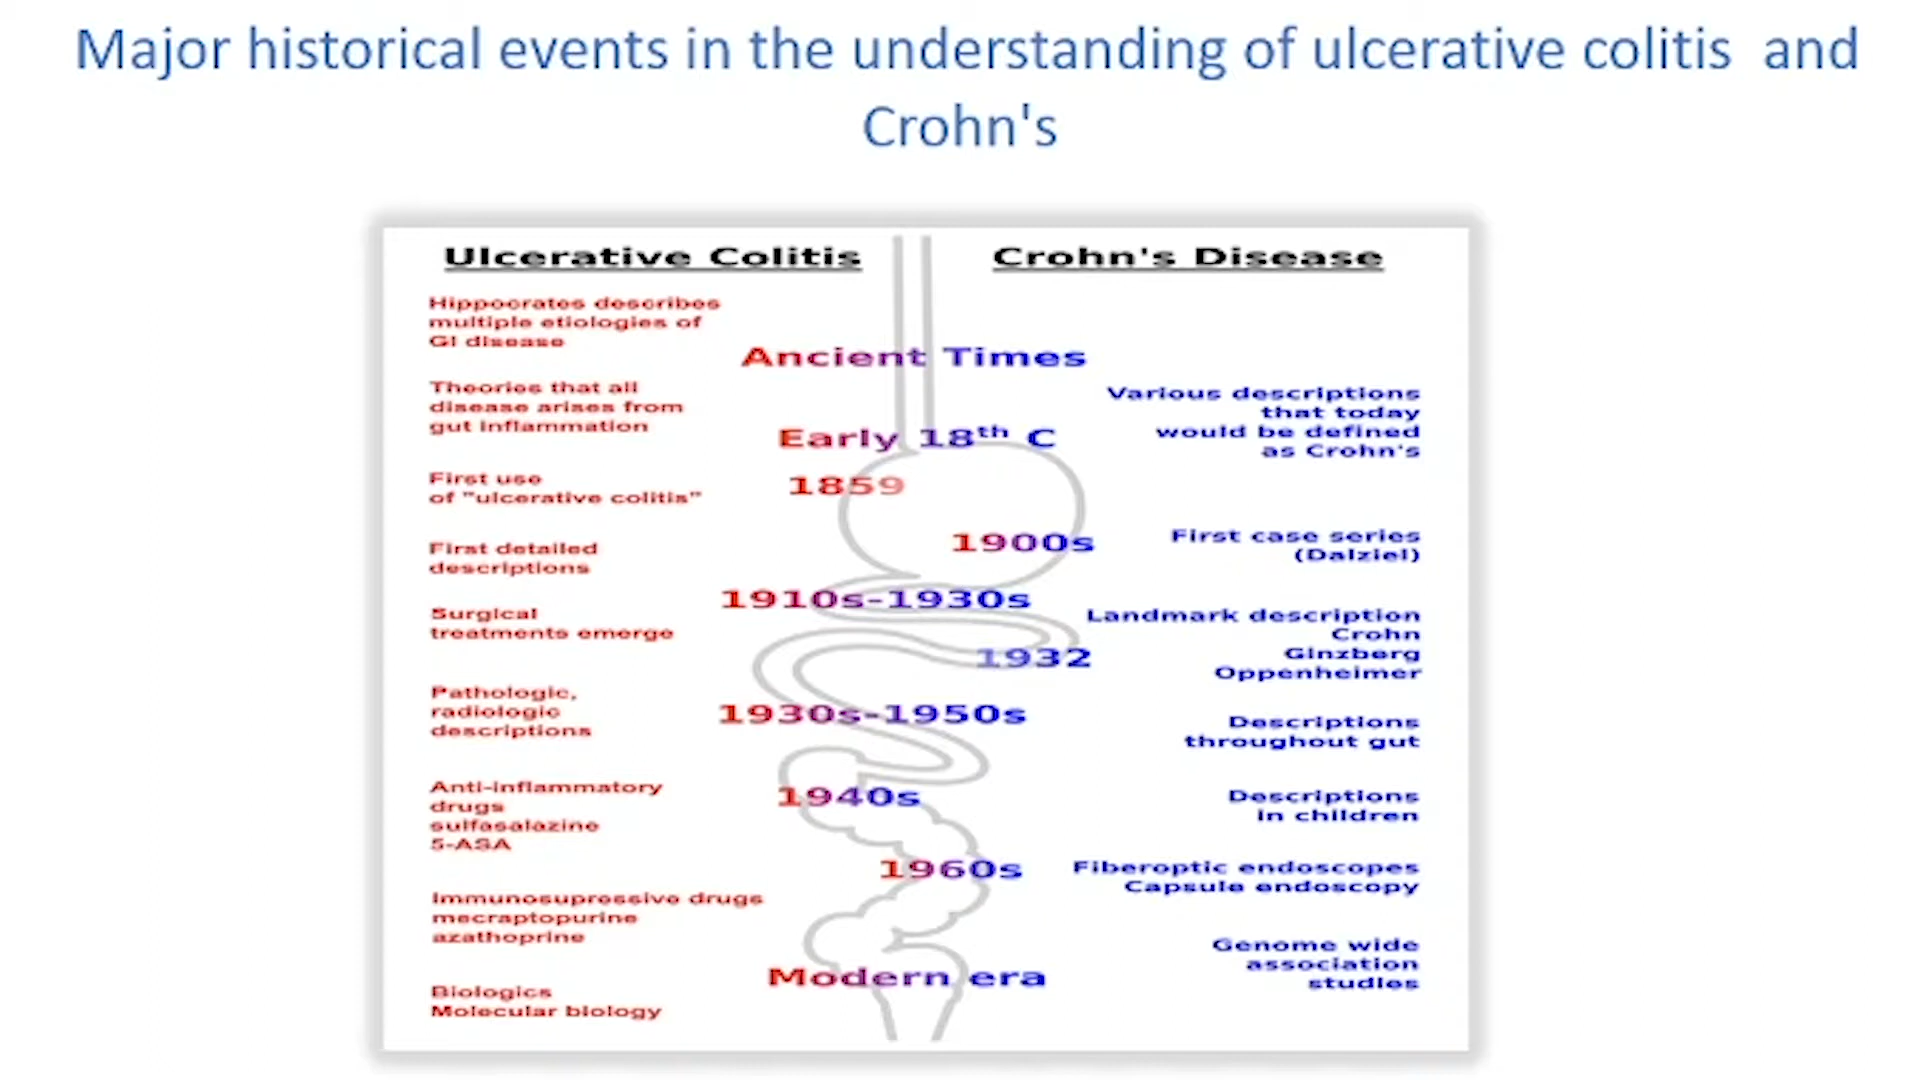 Major historical events in the understanding of ulcerative colitis and
Crohn's
Ulcerative Colitis
Crohn's Disease
Hippocrates describes
multiple etiologies of
GI disease
Ancient Times
Theories that all
disease arises from
gut inflammation
Early 18th C
Various descriptions
that today
would be defined
as Crohn's
First use
of "ulcerative colitis"
1859
1900s
First case series
(Dalziel)
First detailed
descriptions
1910s-1930s
Surgical
treatments emerge
Landmark description
Crohn
Ginzberg
Oppenheimer
1932
Pathologic,
radiologic
descriptions
1930s-1950s
Descriptions
throughout gut
Anti-inflammatory
drugs
sulfasalazine
5-ASA
1940s
Descriptions
in children
1960s
Fiberoptic endoscopes
Capsule endoscopy
Immunosupressive drugs
mecraptopurine
azathoprine
Genome wide
association
studies
Modern era
Biologics
Molecular biology